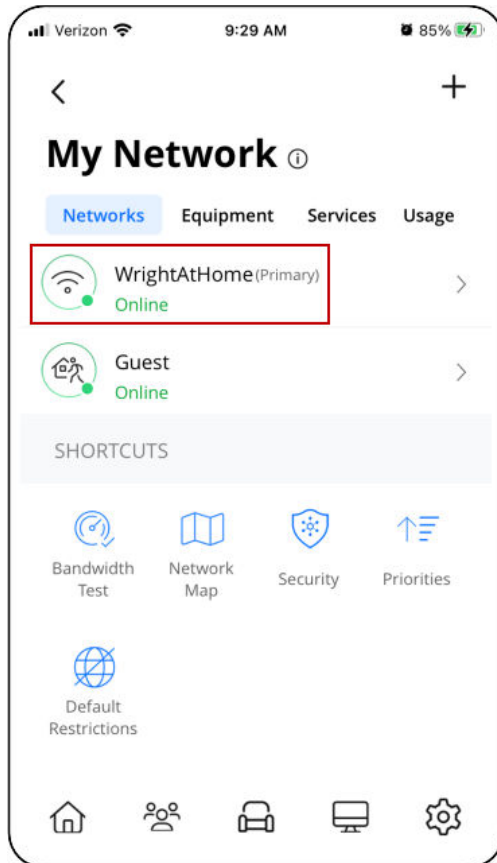 Verizon 9:29 AM 85%
My Network
Networks Equipment Services Usage
WrightAtHome (Primary)
Online
Guest
Online
SHORTCUTS
Bandwidth Test
Network Map
Security
Priorities
Default
Restrictions